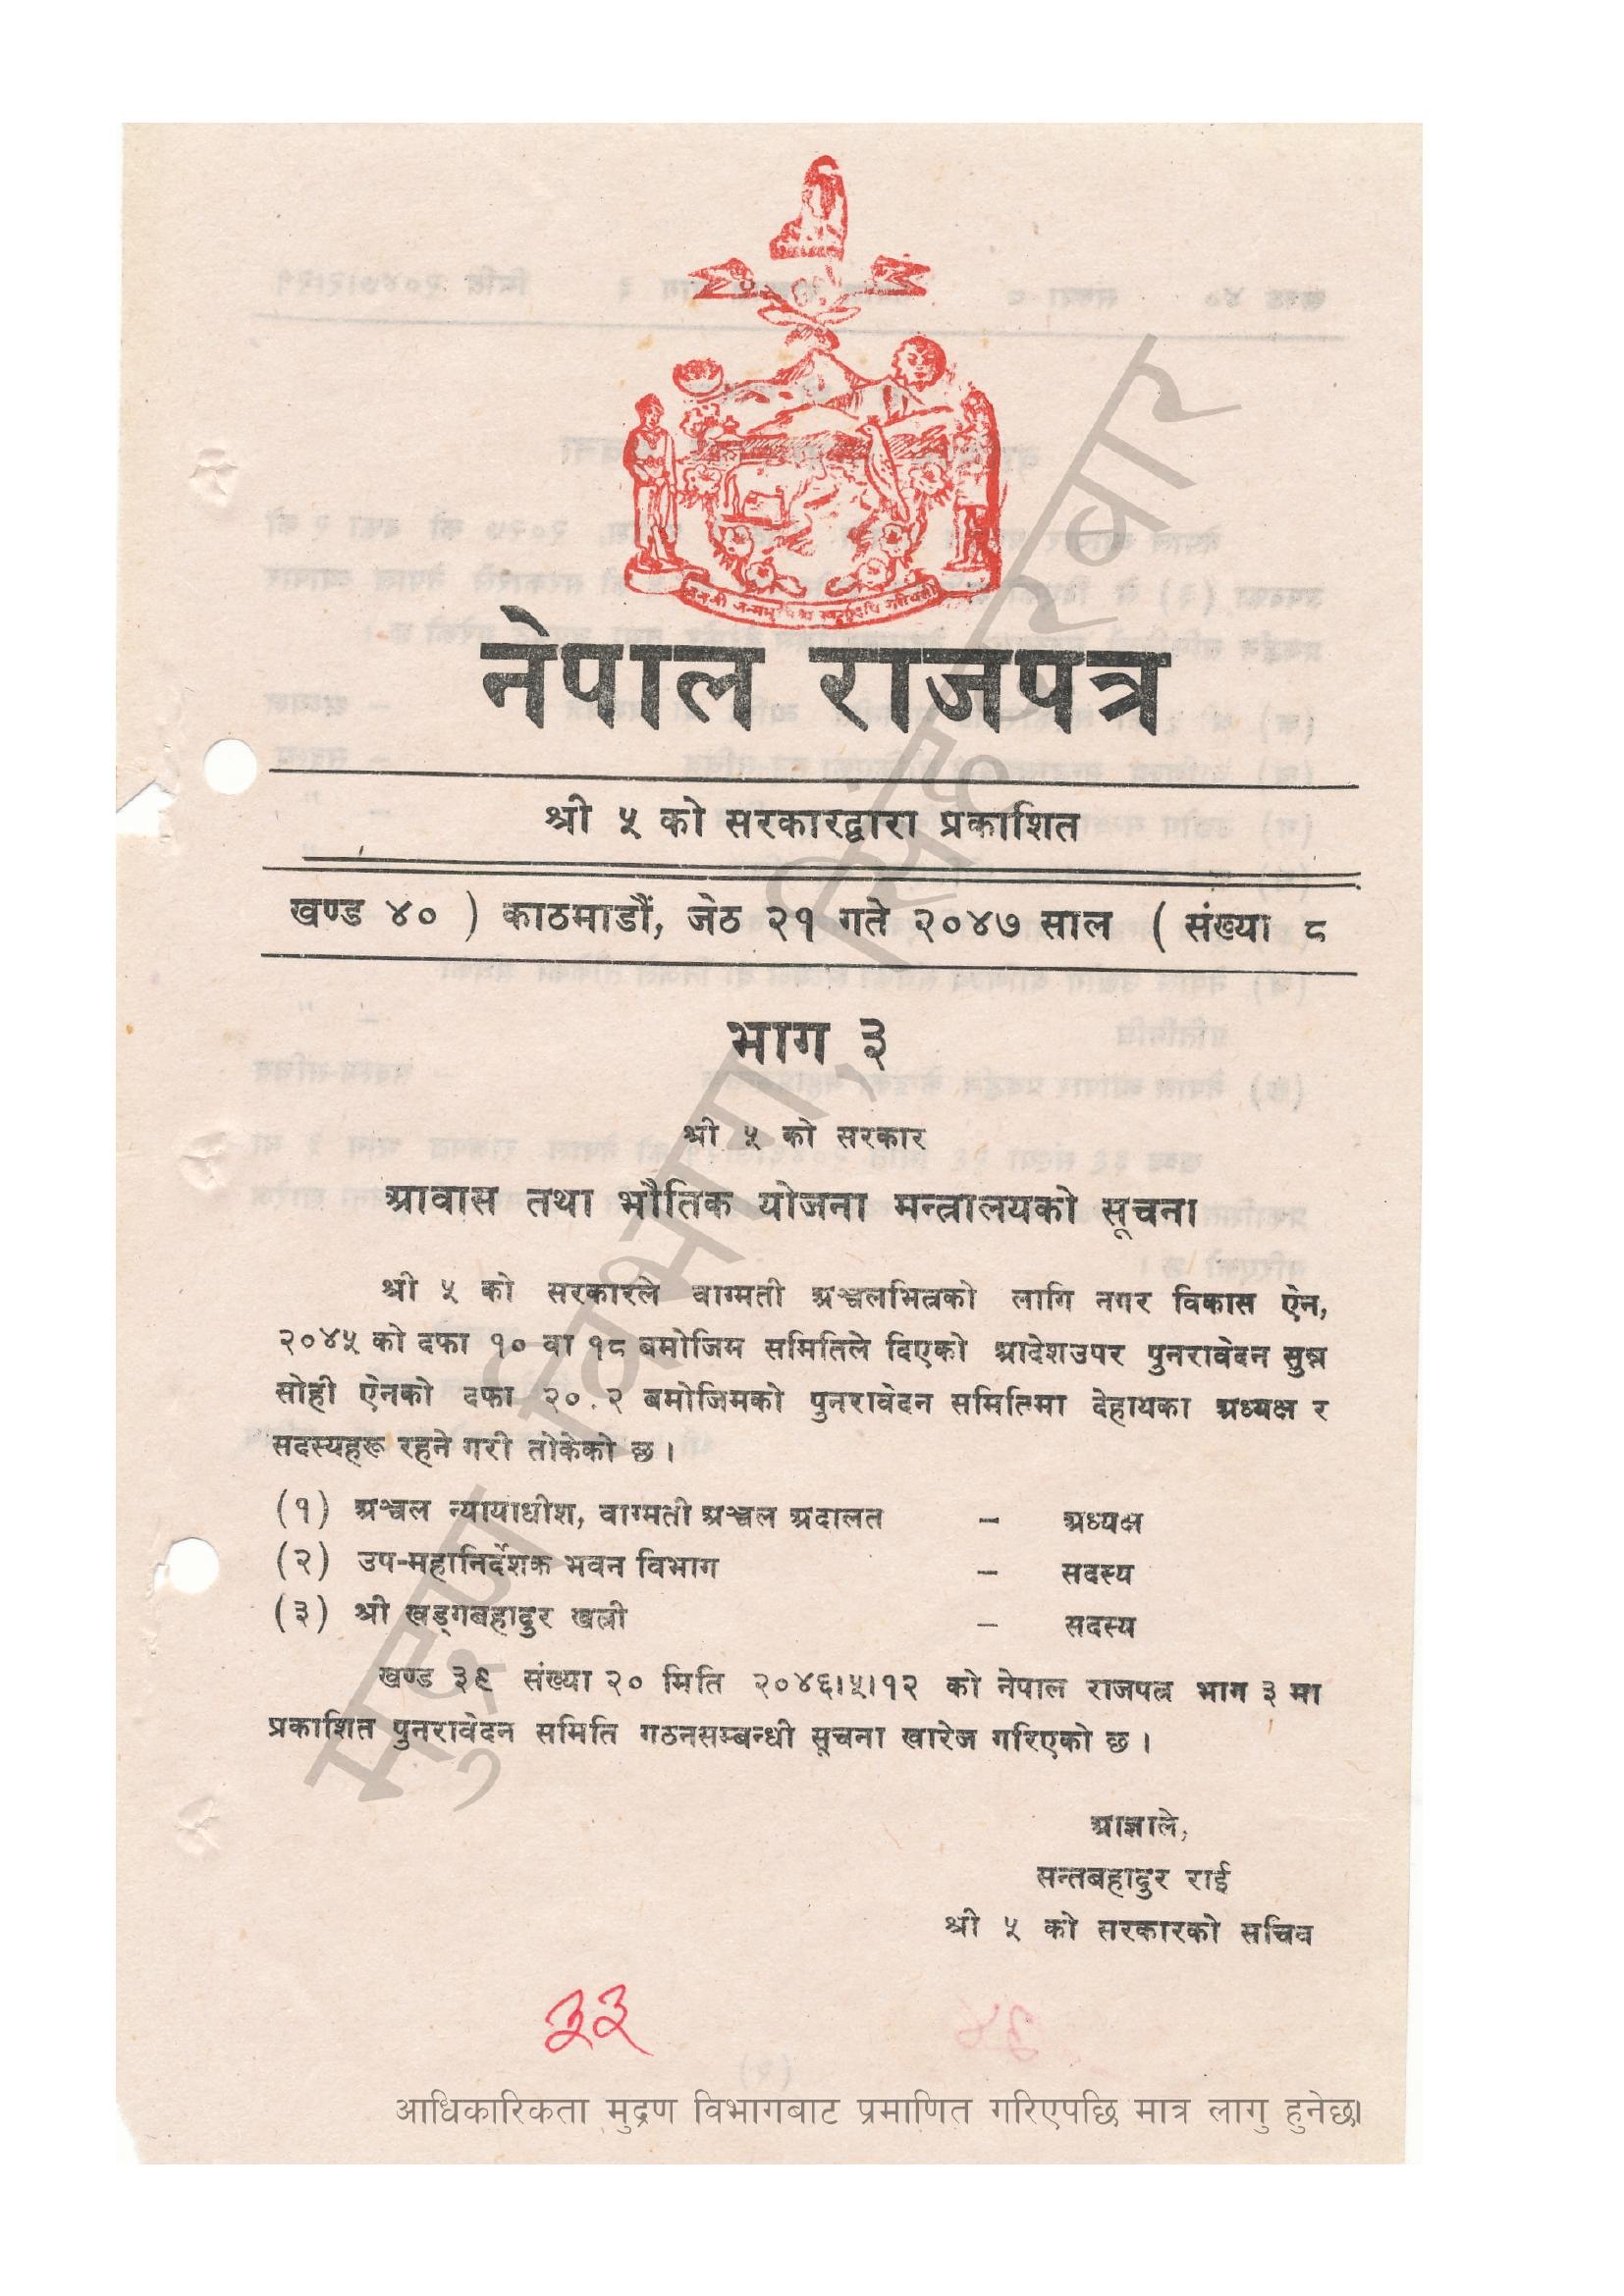 नेपाल राजपत्र
श्री ५ को सरकारद्वारा प्रकाशित
खण्ड ४० ) काठमाडौं, जेठ २१ गते २०४७ साल ( संख्या ८
भाग ३
श्री ५ को सरकार
आवास तथा भौतिक योजना मन्त्रालयको सूचना
श्री ५ को सरकारले वाग्मती अञ्चलभित्रको लागि नगर विकास ऐन,
२०४५ को दफा १० वा १८ बमोजिम समितिले दिएको आदेशउपर पुनरावेदन सुन्न
सोही ऐनको दफा २०.२ बमोजिमको पुनरावेदन समितिमा देहायका अध्यक्ष र
सदस्यहरू रहने गरी तोकेको छ ।
(१) अञ्चल न्यायाधीश, वाग्मती अञ्चल अदालत – अध्यक्ष
(२) उप-महानिर्देशक भवन विभाग – सदस्य
(३) श्री खड्गबहादुर खत्री – सदस्य
खण्ड ३९ संख्या २० मिति २०४६।५।१२ को नेपाल राजपत्र भाग ३ मा
प्रकाशित पुनरावेदन समिति गठनसम्बन्धी सूचना खारेज गरिएको छ ।
आज्ञाले,
सन्तबहादुर राई
श्री ५ को सरकारको सचिव
३३
मुद्रण विभाग, सिंहदरवार
आधिकारिकता मुद्रण विभागबाट प्रमाणित गरिएपछि मात्र लागु हुनेछ।